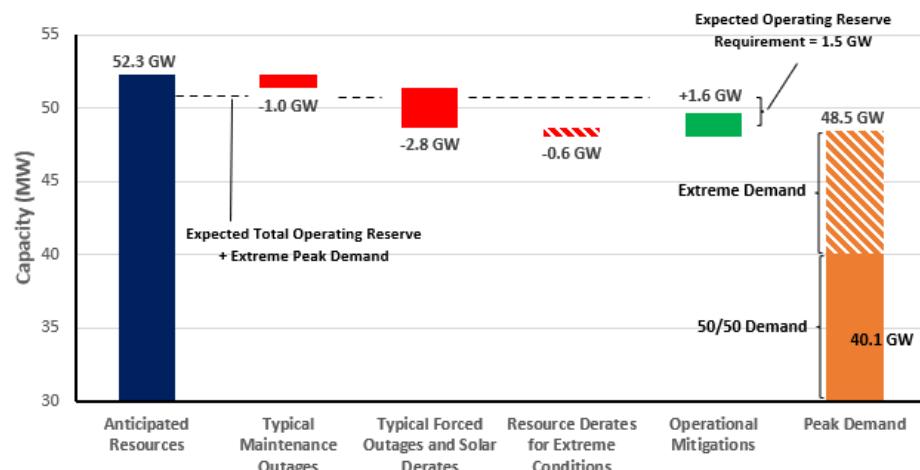 Expected Operating Reserve
Requirement = 1.5 GW
55
52.3 GW
50
-1.0 GW
+1.6 GW
48.5 GW
-2.8 GW
-0.6 GW
45
Extreme Demand
Expected Total Operating Reserve
+ Extreme Peak Demand
Capacity (MW)
40
35
50/50 Demand
40.1 GW
30
Anticipated
Resources
Typical
Maintenance
Outages
Typical Forced
Outages and Solar
Derates
Resource Derates
for Extreme
Conditions
Operational
Mitigations
Peak Demand